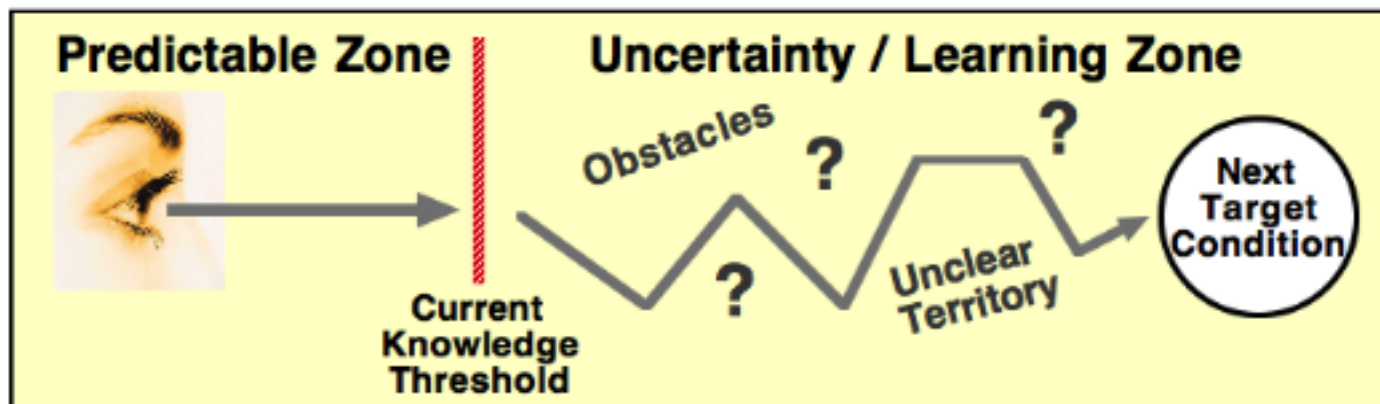 Predictable Zone
Uncertainty / Learning Zone
Obstacles
?
?
?
Unclear
Territory
Next
Target
Condition
Current
Knowledge
Threshold